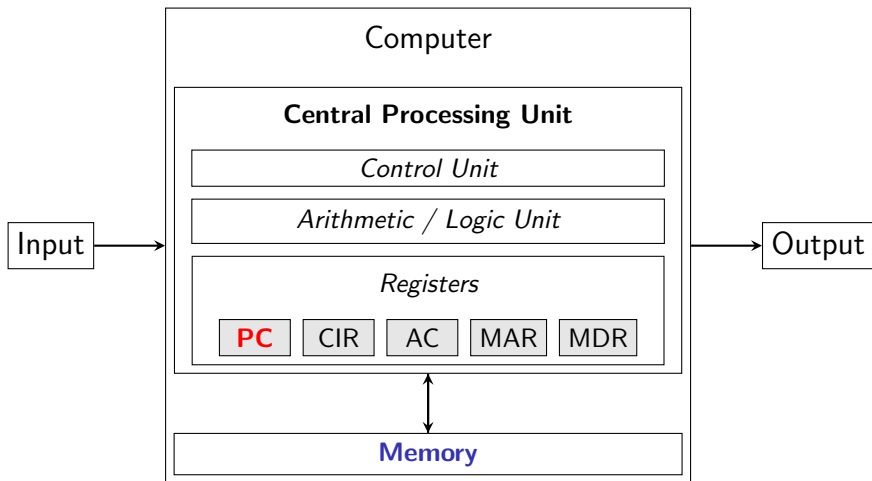 Computer
Central Processing Unit
Control Unit
Arithmetic / Logic Unit
Input
Output
Registers
PC CIR AC MAR MDR
Memory